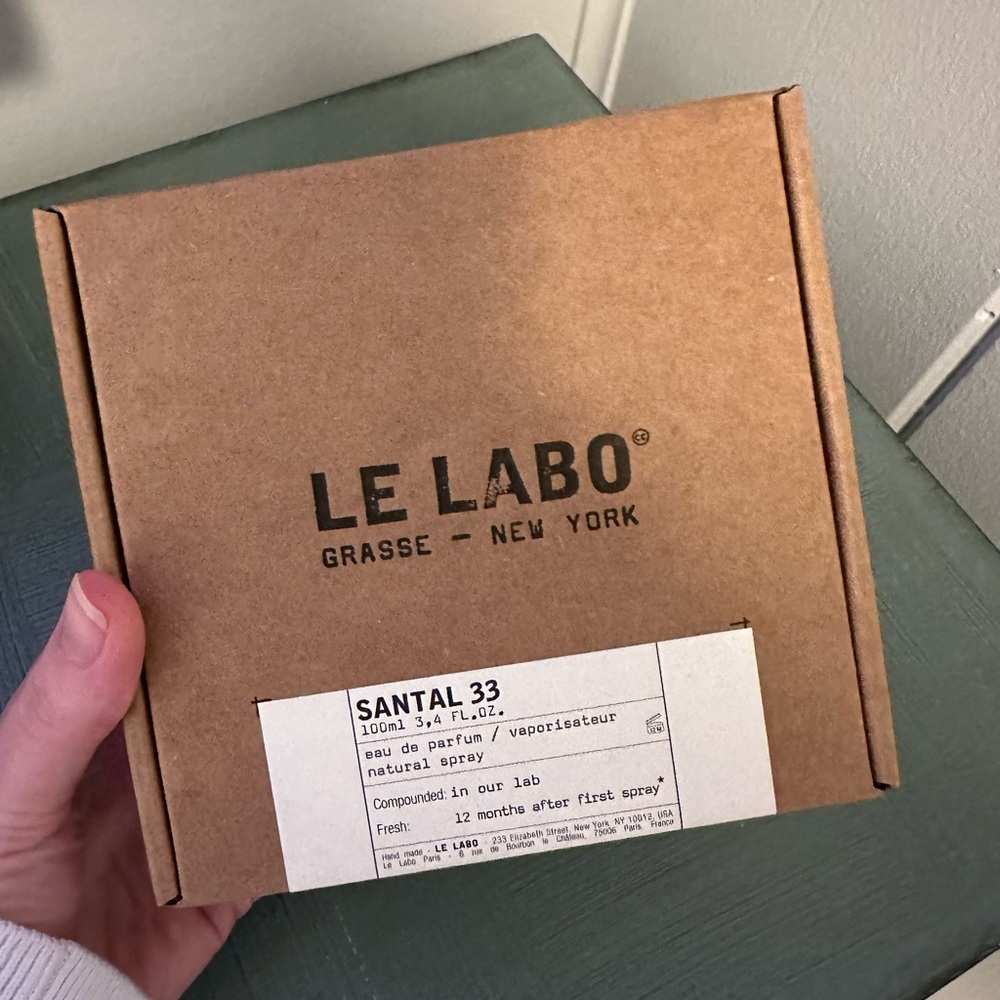 LE LABO
GRASSE — NEW YORK
SANTAL 33
100ml 3,4 FL.OZ.
eau de parfum / vaporisateur
natural spray
12 M
Compounded: in our lab
Fresh: 12 months after first spray*
Hand made - LE LABO - 233 Elizabeth Street, New York, NY 10012, USA
Le Labo Paris - 6 rue de Bourbon le Château, 75006 Paris, France